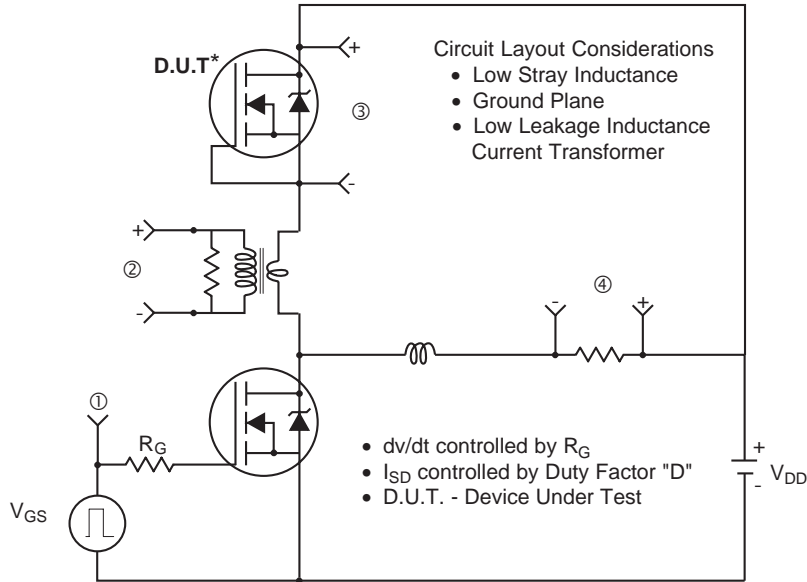 D.U.T*
+
③
-
Circuit Layout Considerations
• Low Stray Inductance
• Ground Plane
• Low Leakage Inductance
Current Transformer
+
②
-
④
-
+
①
RG
VGS
• dv/dt controlled by RG
• ISD controlled by Duty Factor "D"
• D.U.T. - Device Under Test
+
-
VDD